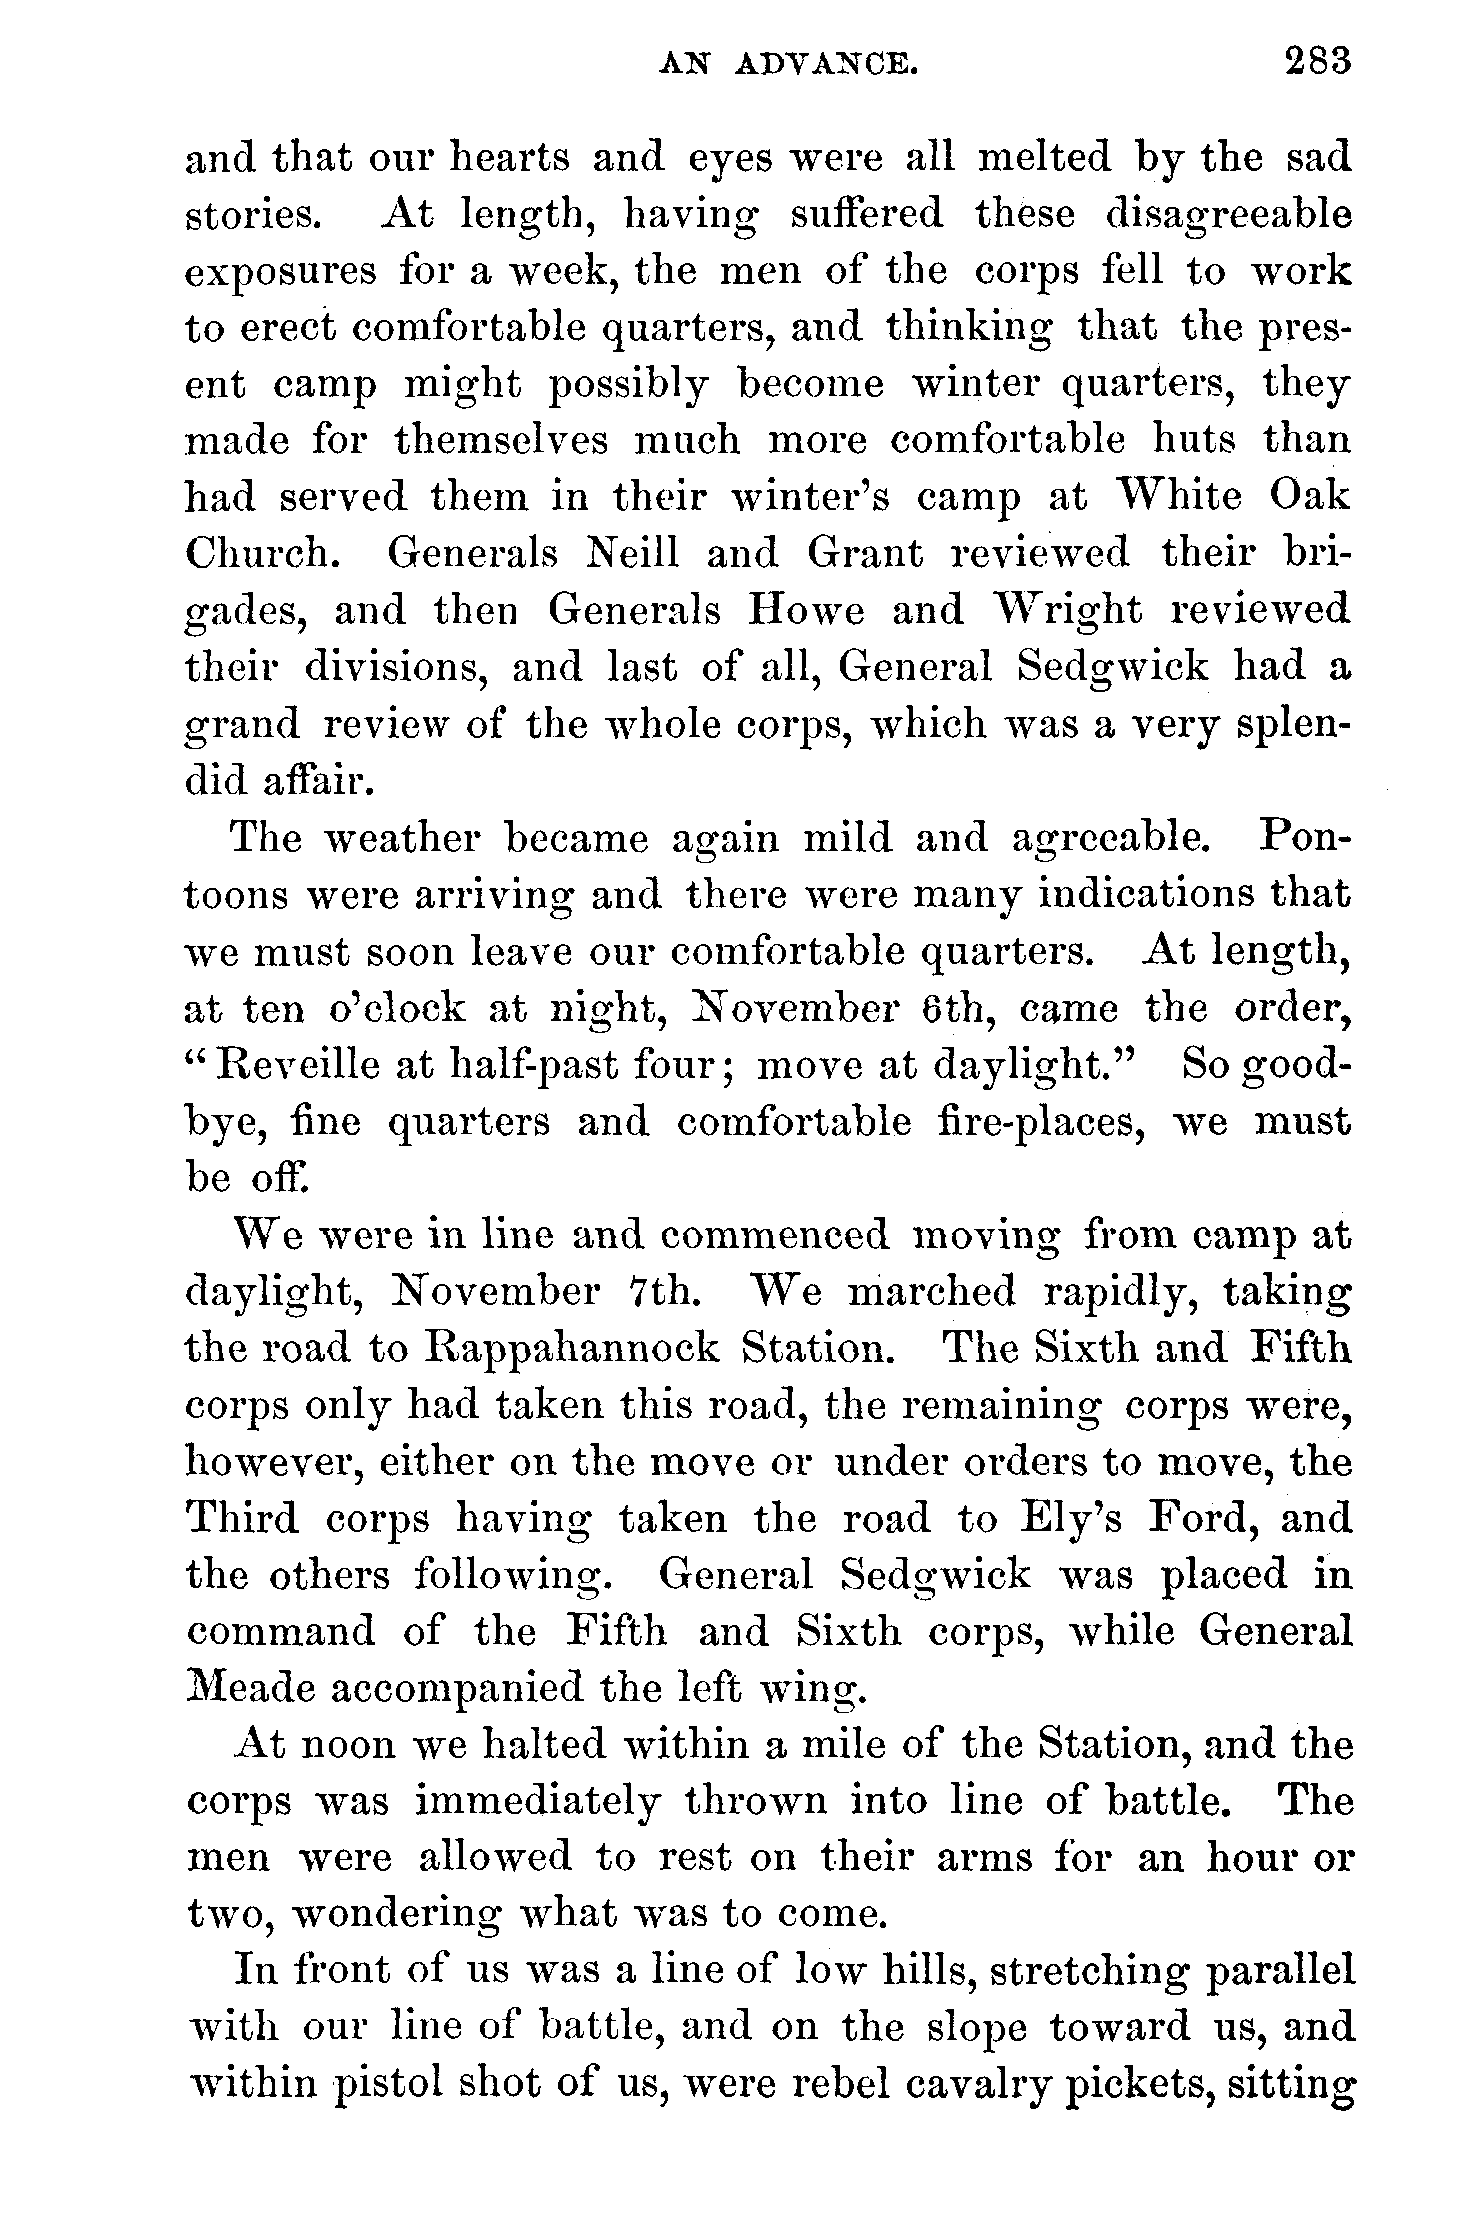 AN ADVANCE. 283
and that our hearts and eyes were all melted by the sad
stories. At length, having suffered these disagreeable
exposures for a week, the men of the corps fell to work
to erect comfortable quarters, and thinking that the pres-
ent camp might possibly become winter quarters, they
made for themselves much more comfortable huts than
had served them in their winter's camp at White Oak
Church. Generals Neill and Grant reviewed their bri-
gades, and then Generals Howe and Wright reviewed
their divisions, and last of all, General Sedgwick had a
grand review of the whole corps, which was a very splen-
did affair.
The weather became again mild and agreeable. Pon-
toons were arriving and there were many indications that
we must soon leave our comfortable quarters. At length,
at ten o'clock at night, November 6th, came the order,
"Reveille at half-past four; move at daylight." So good-
bye, fine quarters and comfortable fire-places, we must
be off.
We were in line and commenced moving from camp at
daylight, November 7th. We marched rapidly, taking
the road to Rappahannock Station. The Sixth and Fifth
corps only had taken this road, the remaining corps were,
however, either on the move or under orders to move, the
Third corps having taken the road to Ely's Ford, and
the others following. General Sedgwick was placed in
command of the Fifth and Sixth corps, while General
Meade accompanied the left wing.
At noon we halted within a mile of the Station, and the
corps was immediately thrown into line of battle. The
men were allowed to rest on their arms for an hour or
two, wondering what was to come.
In front of us was a line of low hills, stretching parallel
with our line of battle, and on the slope toward us, and
within pistol shot of us, were rebel cavalry pickets, sitting